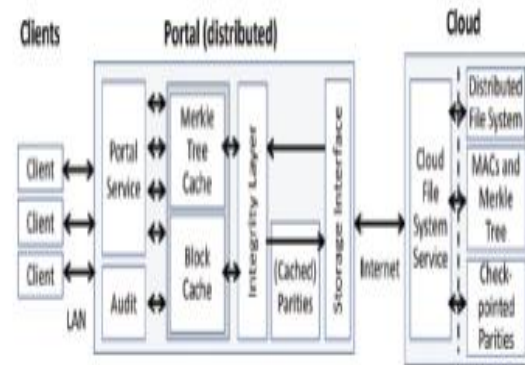 Clients
Portal (distributed)
Cloud
Client
Client
Client
LAN
Portal
Service
Audit
Merkle
Tree
Cache
Block
Cache
Integrity Layer
(Cached)
Parities
Storage Interface
Internet
Cloud
File
System
Service
Distributed
File System
MACs and
Merkle
Tree
Check-
pointed
Parities